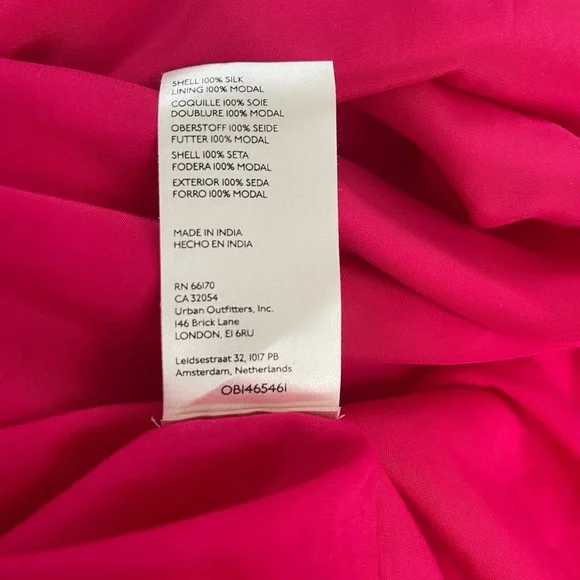 SHELL 100% SILK
LINING 100% MODAL
COQUILLE 100% SOIE
DOUBLURE 100% MODAL
OBERSTOFF 100% SEIDE
FUTTER 100% MODAL
SHELL 100% SETA
FODERA 100% MODAL
EXTERIOR 100% SEDA
FORRO 100% MODAL
MADE IN INDIA
HECHO EN INDIA
RN 66170
CA 32054
Urban Outfitters, Inc.
146 Brick Lane
LONDON, E1 6RU
Leidsestraat 32, 1017 PB
Amsterdam, Netherlands
OB1465461